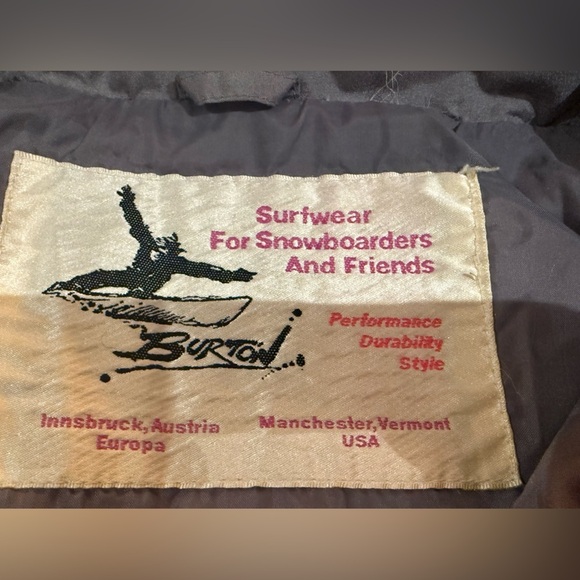 Surfwear
For Snowboarders
And Friends
BURTON
Performance
Durability
Style
Innsbruck, Austria
Europa
Manchester, Vermont
USA